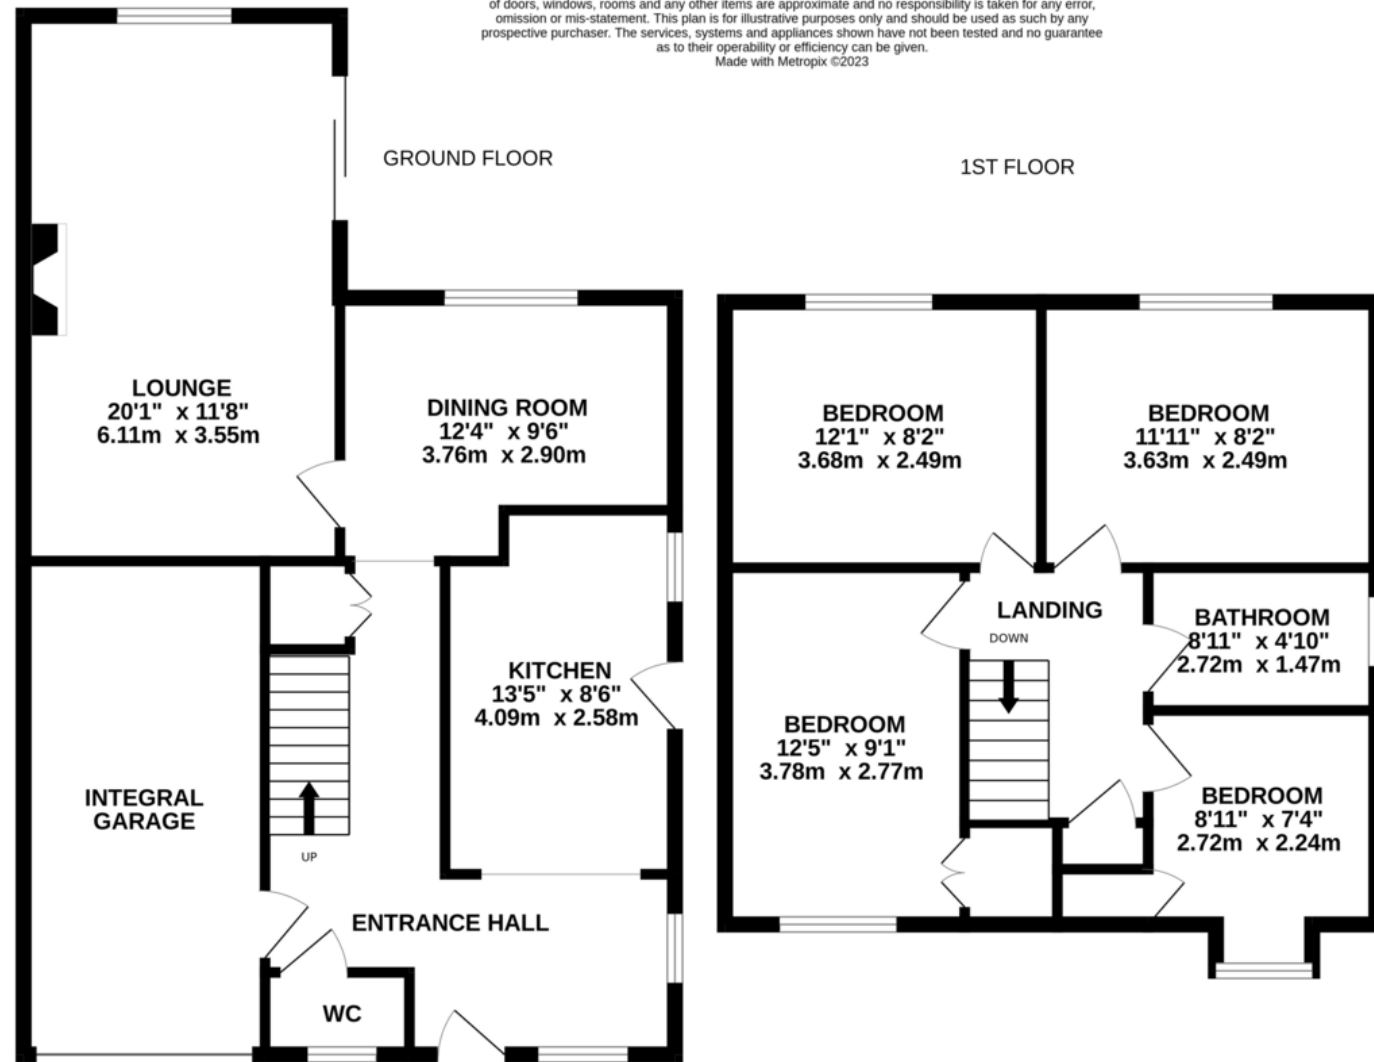 of doors, windows, rooms and any other items are approximate and no responsibility is taken for any error,
omission or mis-statement. This plan is for illustrative purposes only and should be used as such by any
prospective purchaser. The services, systems and appliances shown have not been tested and no guarantee
as to their operability or efficiency can be given.
Made with Metropix ©2023
GROUND FLOOR
LOUNGE
20'1" x 11'8"
6.11m x 3.55m
DINING ROOM
12'4" x 9'6"
3.76m x 2.90m
KITCHEN
13'5" x 8'6"
4.09m x 2.58m
INTEGRAL
GARAGE
UP
ENTRANCE HALL
WC
1ST FLOOR
BEDROOM
12'1" x 8'2"
3.68m x 2.49m
BEDROOM
11'11" x 8'2"
3.63m x 2.49m
LANDING
DOWN
BATHROOM
8'11" x 4'10"
2.72m x 1.47m
BEDROOM
12'5" x 9'1"
3.78m x 2.77m
BEDROOM
8'11" x 7'4"
2.72m x 2.24m